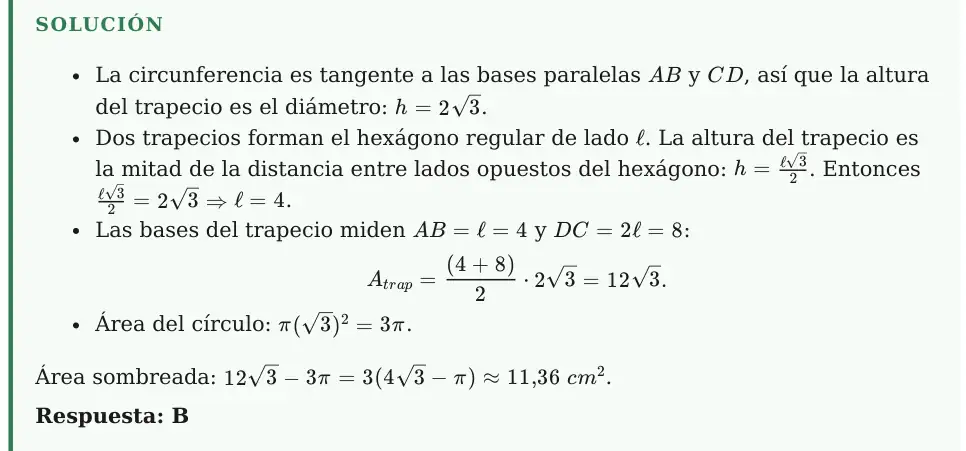 SOLUCIÓN
• La circunferencia es tangente a las bases paralelas AB y CD, así que la altura
del trapecio es el diámetro: h = 2√3.
• Dos trapecios forman el hexágono regular de lado ℓ. La altura del trapecio es
la mitad de la distancia entre lados opuestos del hexágono: h = ℓ√3/2. Entonces
ℓ√3/2 = 2√3 ⇒ ℓ = 4.
• Las bases del trapecio miden AB = ℓ = 4 y DC = 2ℓ = 8:
A_trap = (4 + 8)/2 · 2√3 = 12√3.
• Área del círculo: π(√3)² = 3π.
Área sombreada: 12√3 − 3π = 3(4√3 − π) ≈ 11,36 cm².
Respuesta: B